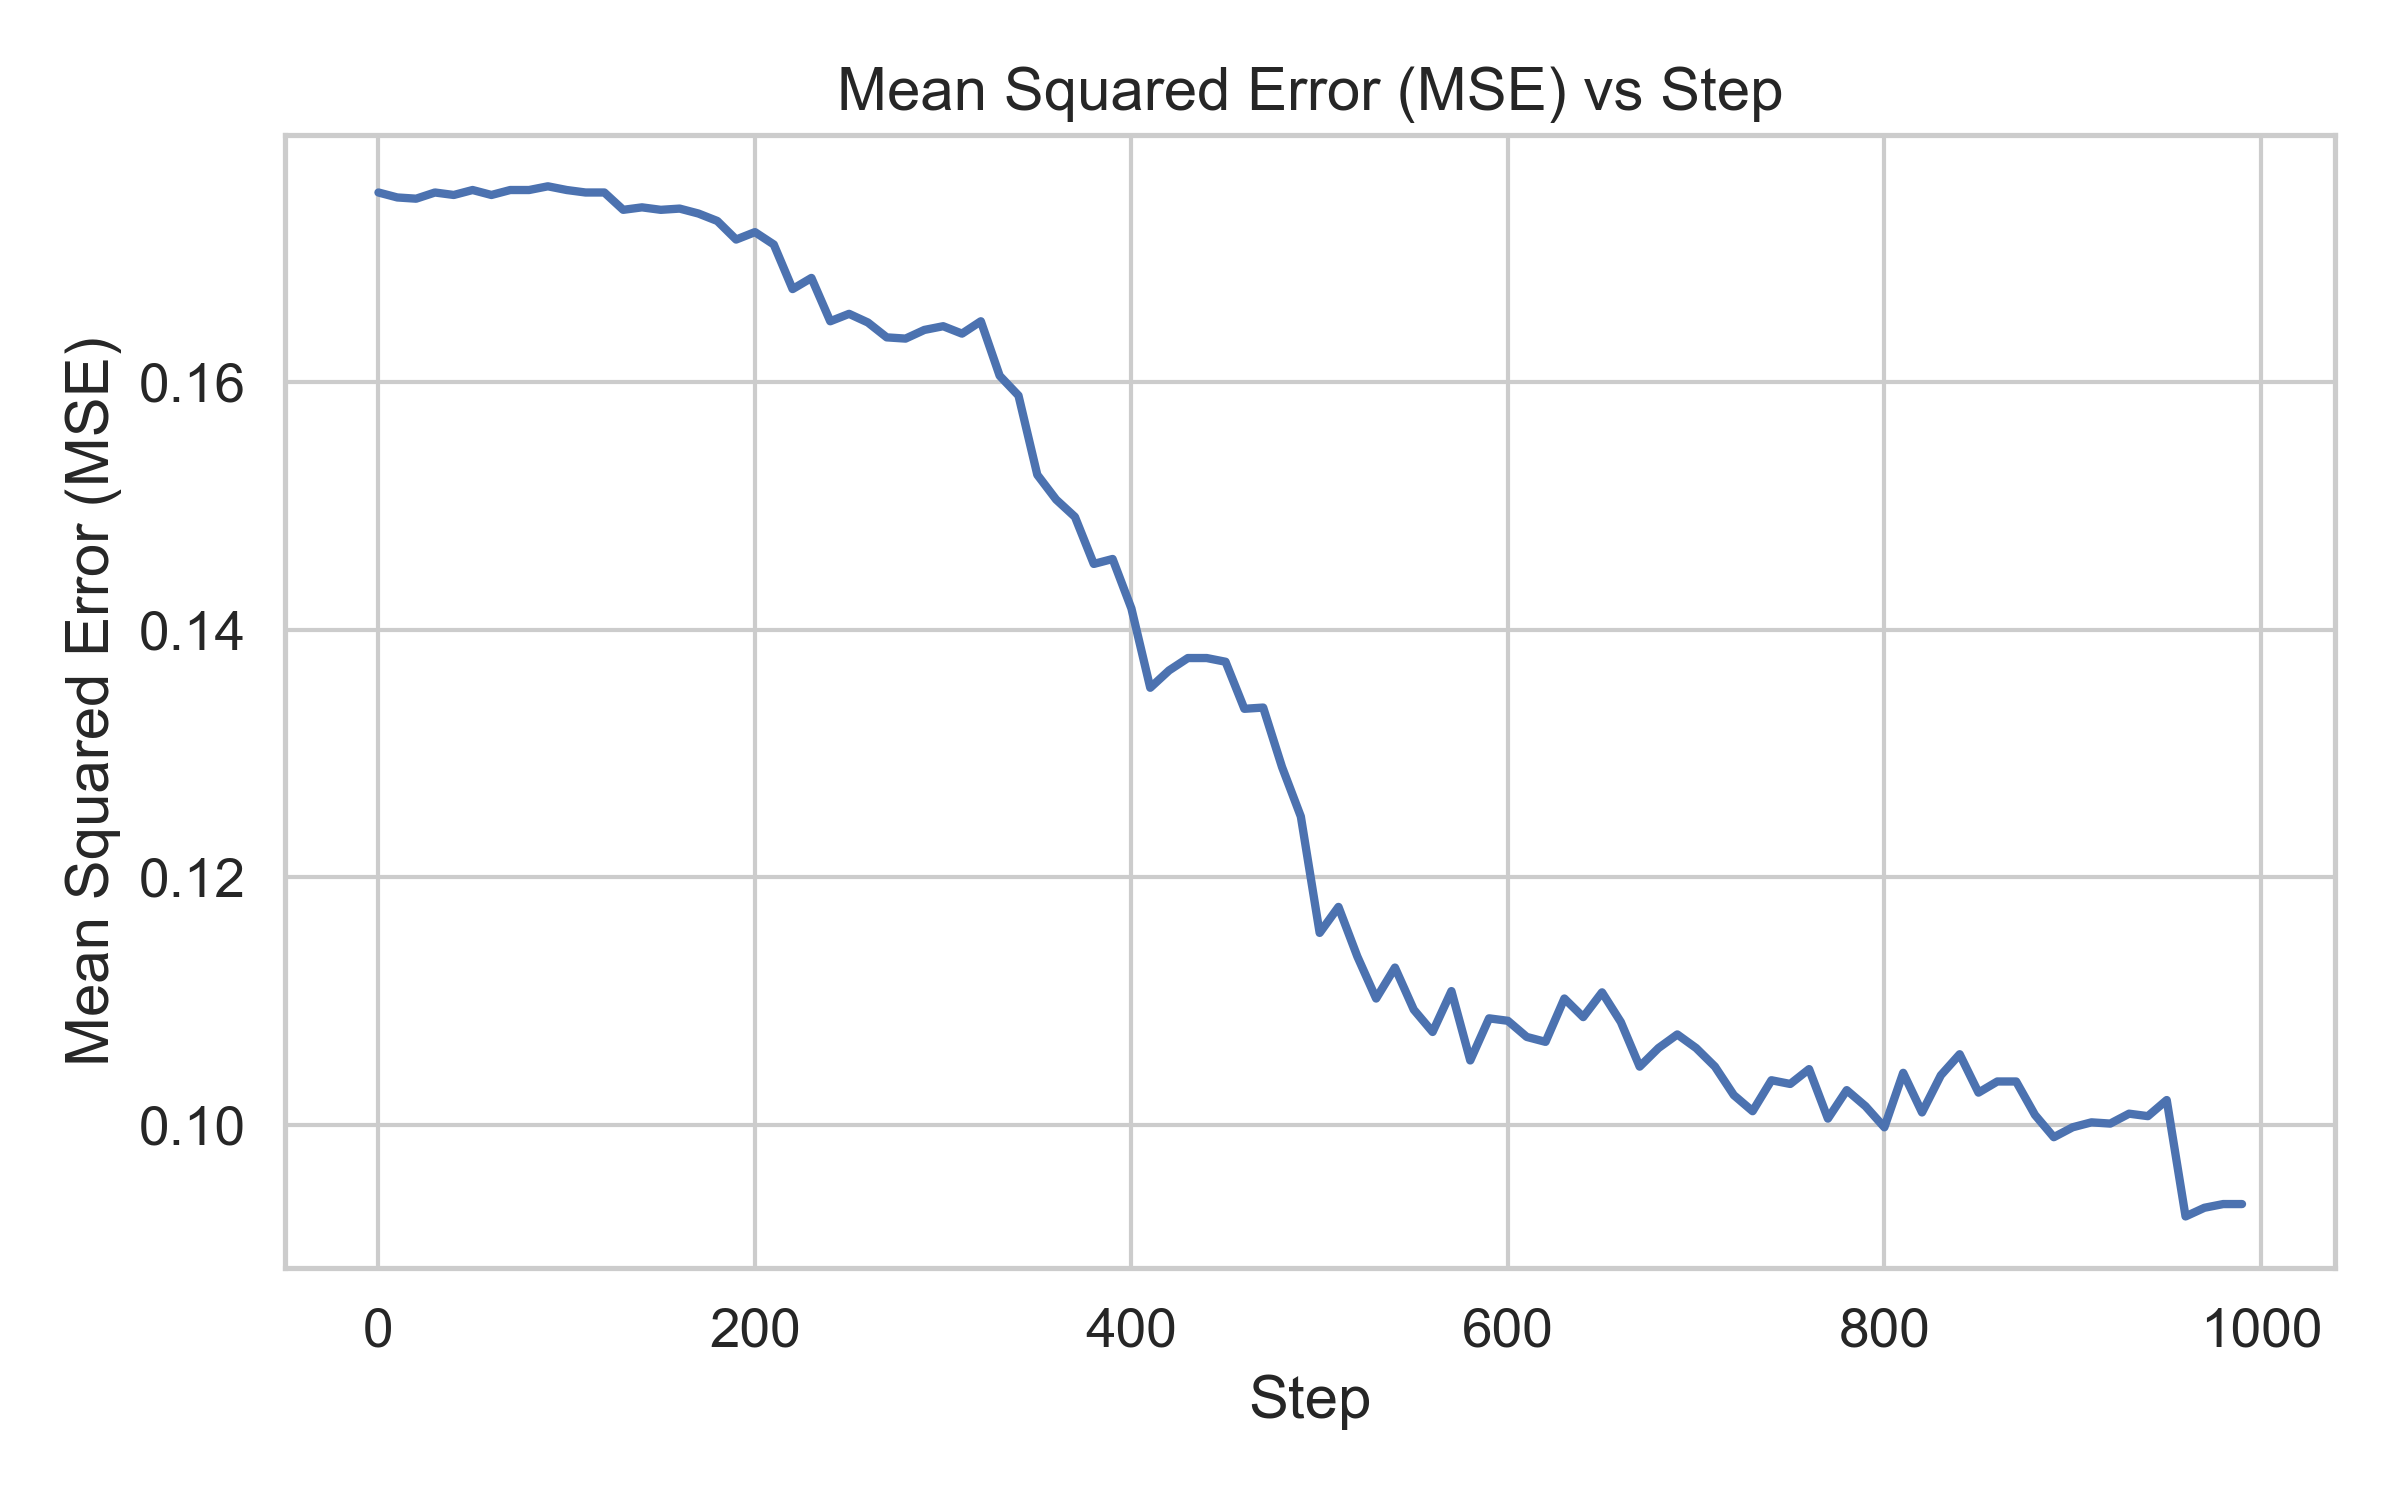 Mean Squared Error (MSE) vs Step
Mean Squared Error (MSE)
0.16
0.14
0.12
0.10
0 200 400 600 800 1000
Step